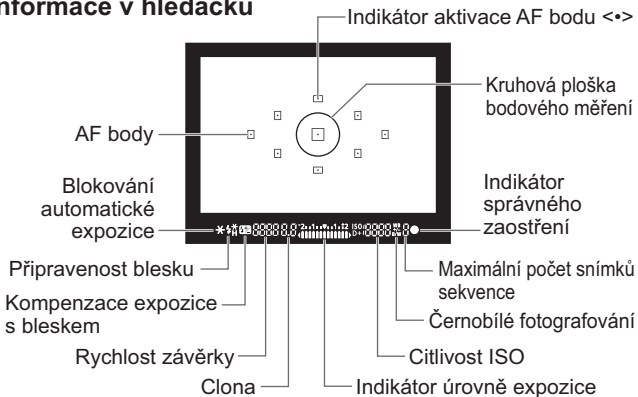 nformace v hledáčku
Indikátor aktivace AF bodu <•>
Kruhová ploška
bodového měření
AF body
Blokování
automatické
expozice
Indikátor
správného
zaostření
Připravenost blesku
Maximální počet snímků
sekvence
Kompenzace expozice
s bleskem
Černobílé fotografování
Rychlost závěrky
Citlivost ISO
Clona
Indikátor úrovně expozice